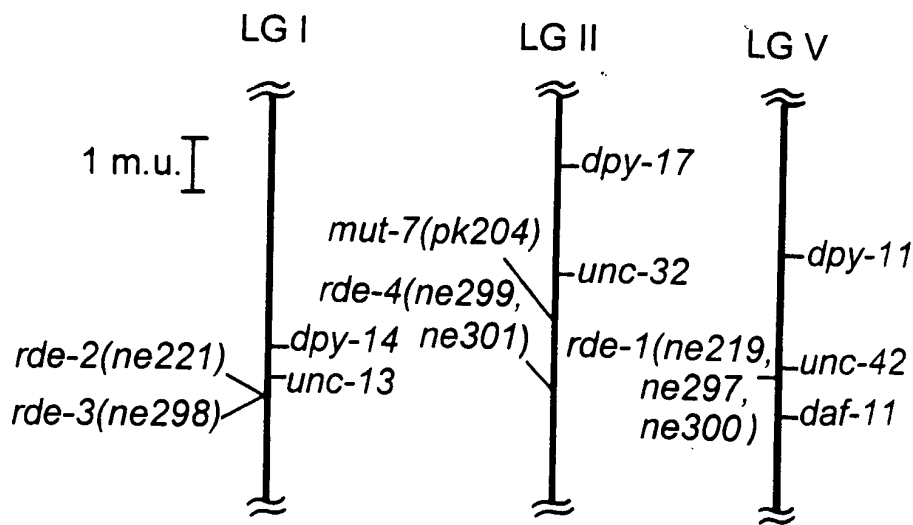 LG I
LG II
LG V
1 m.u.
dpy-17
mut-7(pk204)
unc-32
dpy-11
rde-4(ne299,
ne301)
dpy-14
unc-13
rde-2(ne221)
rde-3(ne298)
rde-1(ne219,
ne297,
ne300)
unc-42
daf-11